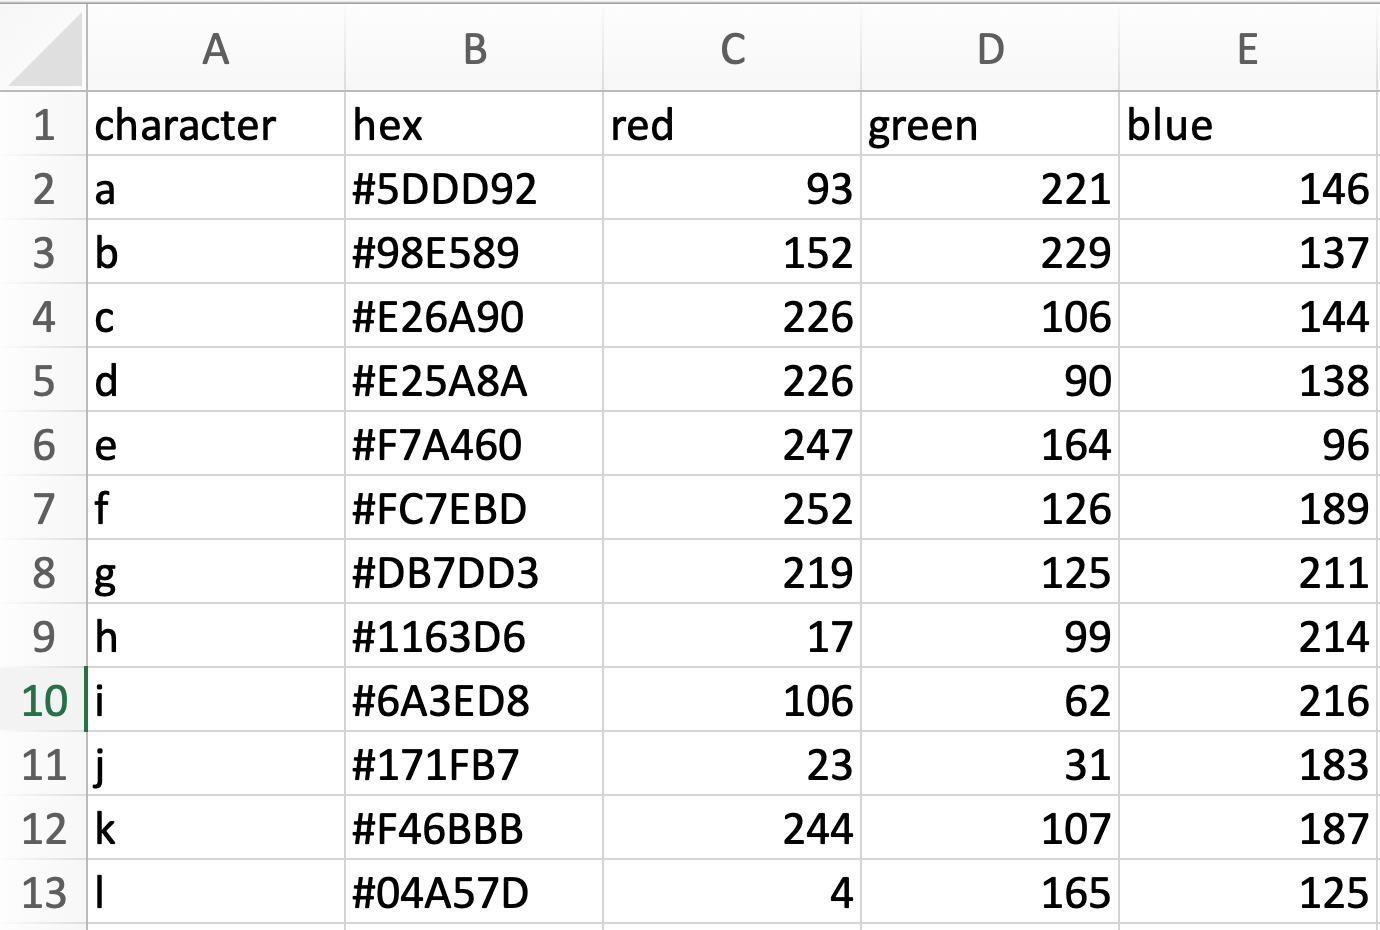 A B C D E
1 character hex red green blue
2 a #5DDD92 93 221 146
3 b #98E589 152 229 137
4 c #E26A90 226 106 144
5 d #E25A8A 226 90 138
6 e #F7A460 247 164 96
7 f #FC7EBD 252 126 189
8 g #DB7DD3 219 125 211
9 h #1163D6 17 99 214
10 i #6A3ED8 106 62 216
11 j #171FB7 23 31 183
12 k #F46BBB 244 107 187
13 l #04A57D 4 165 125